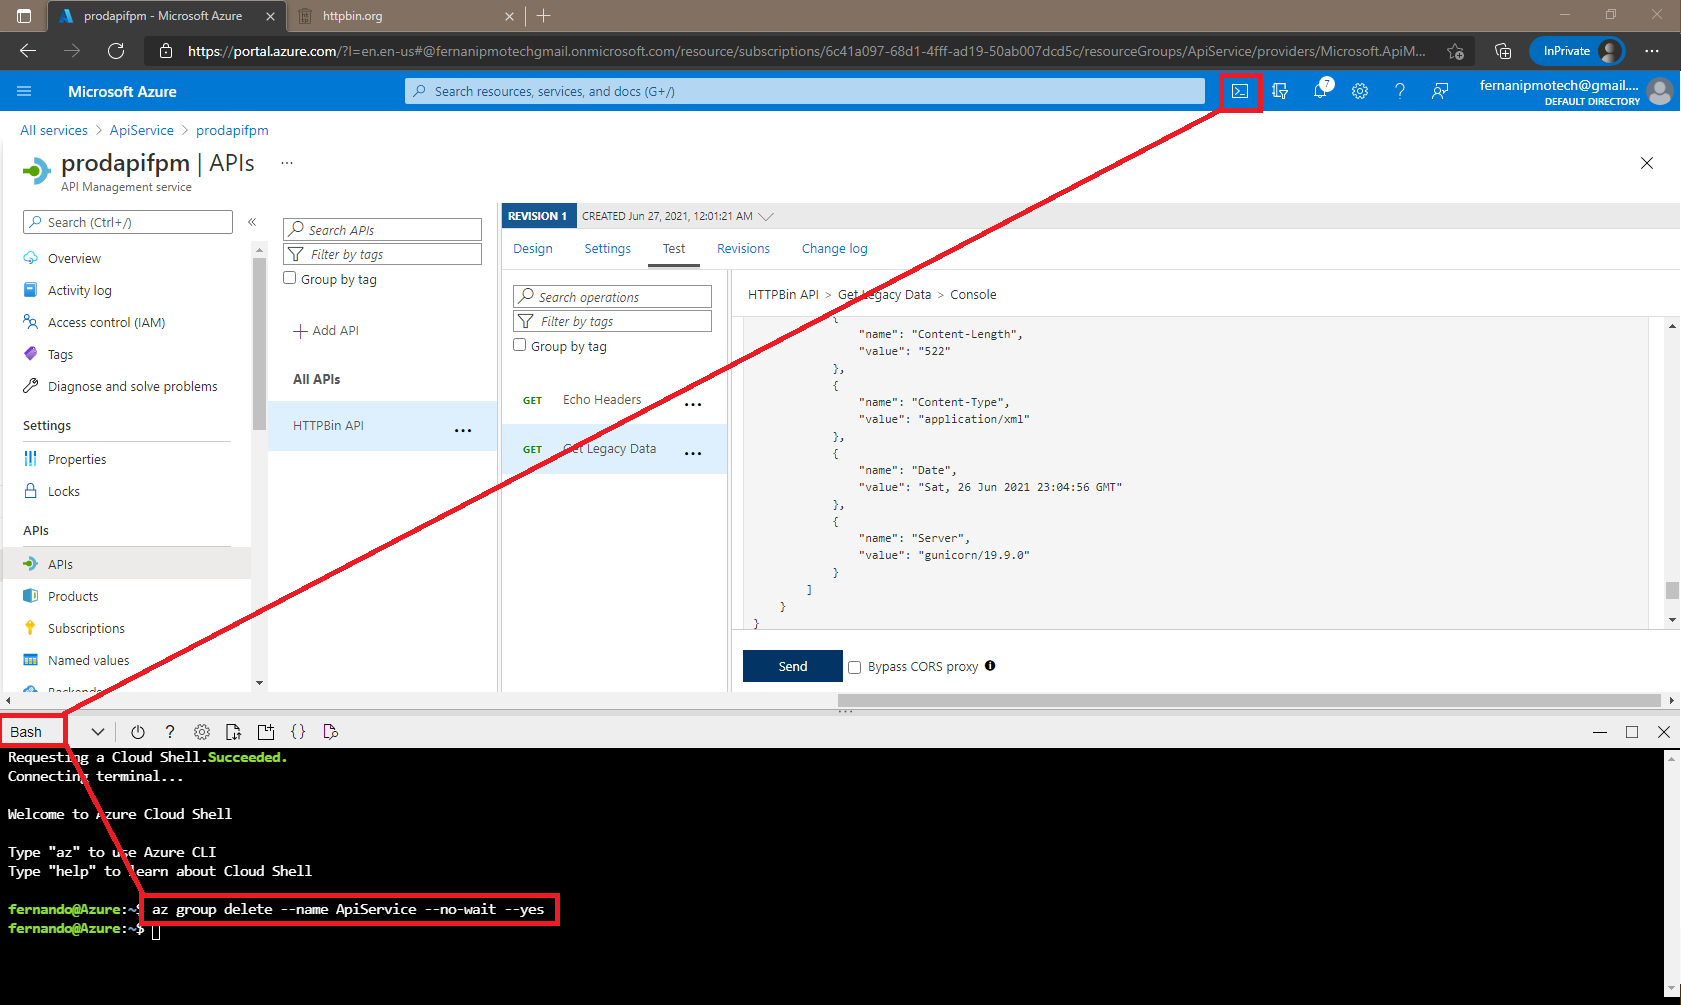 prodapifpm - Microsoft Azure
httpbin.org
https://portal.azure.com/?l=en.en-us#@fernanipmotechgmail.onmicrosoft.com/resource/subscriptions/6c41a097-68d1-4fff-ad19-50ab007dcd5c/resourceGroups/ApiService/providers/Microsoft.ApiM...
InPrivate
Microsoft Azure
Search resources, services, and docs (G+/)
7
fernanipmotech@gmail....
DEFAULT DIRECTORY
All services > ApiService > prodapifpm
prodapifpm | APIs
...
API Management service
Search (Ctrl+/)
Overview
Activity log
Access control (IAM)
Tags
Diagnose and solve problems
Settings
Properties
Locks
APIs
APIs
Products
Subscriptions
Named values
Backends
Search APIs
Filter by tags
Group by tag
Add API
All APIs
HTTPBin API
...
REVISION 1
CREATED Jun 27, 2021, 12:01:21 AM
Design
Settings
Test
Revisions
Change log
Search operations
Filter by tags
Group by tag
GET Echo Headers ...
GET Get Legacy Data ...
HTTPBin API > Get Legacy Data > Console
{
"name": "Content-Length",
"value": "522"
},
{
"name": "Content-Type",
"value": "application/xml"
},
{
"name": "Date",
"value": "Sat, 26 Jun 2021 23:04:56 GMT"
},
{
"name": "Server",
"value": "gunicorn/19.9.0"
}
]
}
}
Send
Bypass CORS proxy
Bash
Requesting a Cloud Shell.Succeeded.
Connecting terminal...
Welcome to Azure Cloud Shell
Type "az" to use Azure CLI
Type "help" to learn about Cloud Shell
fernando@Azure:~$ az group delete --name ApiService --no-wait --yes
fernando@Azure:~$